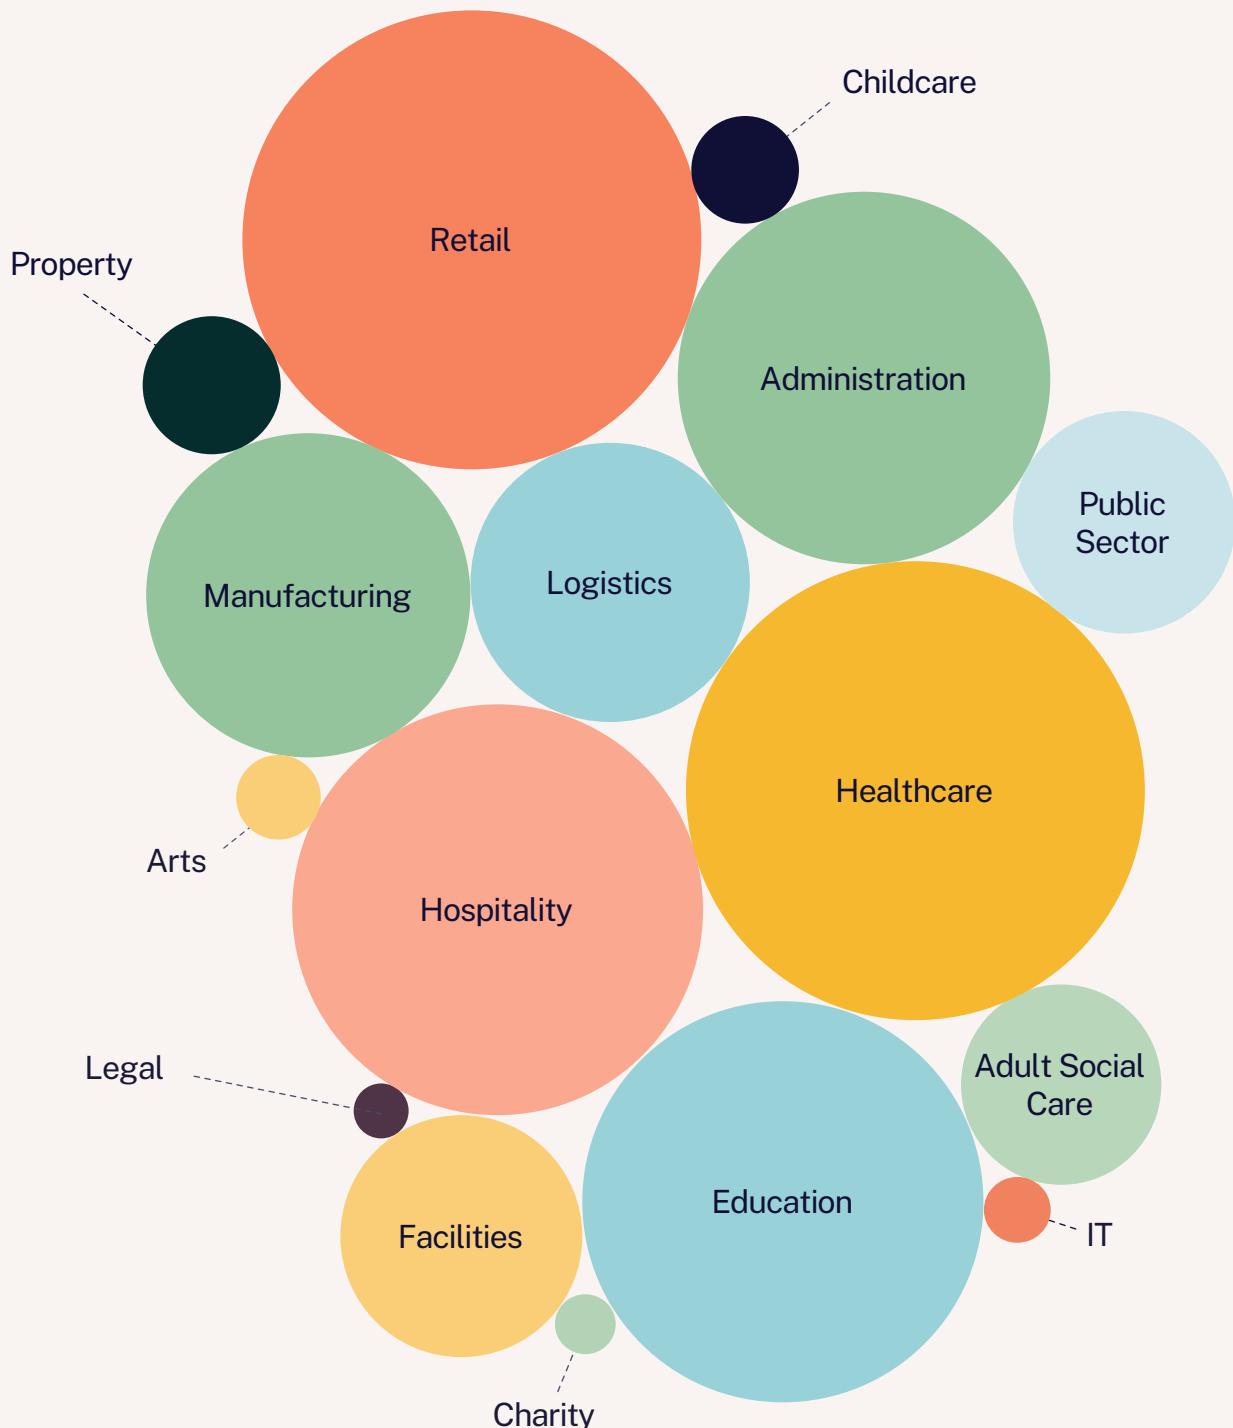 Childcare
Retail
Property
Administration
Public
Sector
Logistics
Manufacturing
Healthcare
Arts
Hospitality
Legal
Adult Social
Care
Education
Facilities
IT
Charity